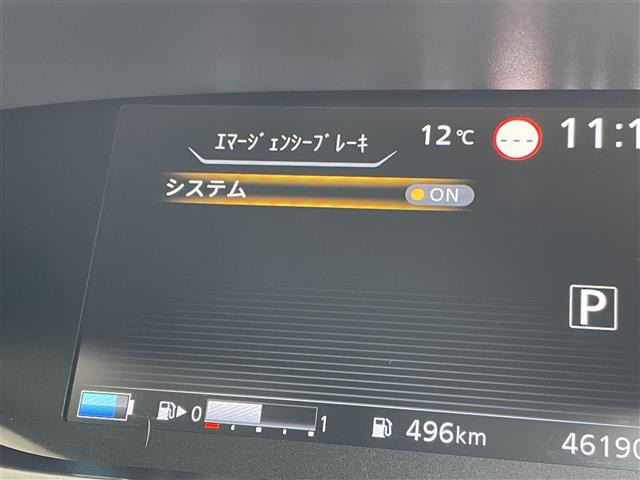 エマージェンシーブレーキ 12℃ --- 11:1
システム ON
P
0 1 496km 46190